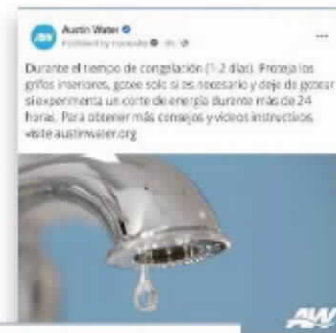 Austin Water
Durante el tiempo de congelación (1-2 días). Proteja los
grifos interiores, gotee solo si es necesario y deje de gotear
si experimenta un corte de energía durante más de 24
horas. Para obtener más consejos y videos instructivos
visite austinwater.org
AW